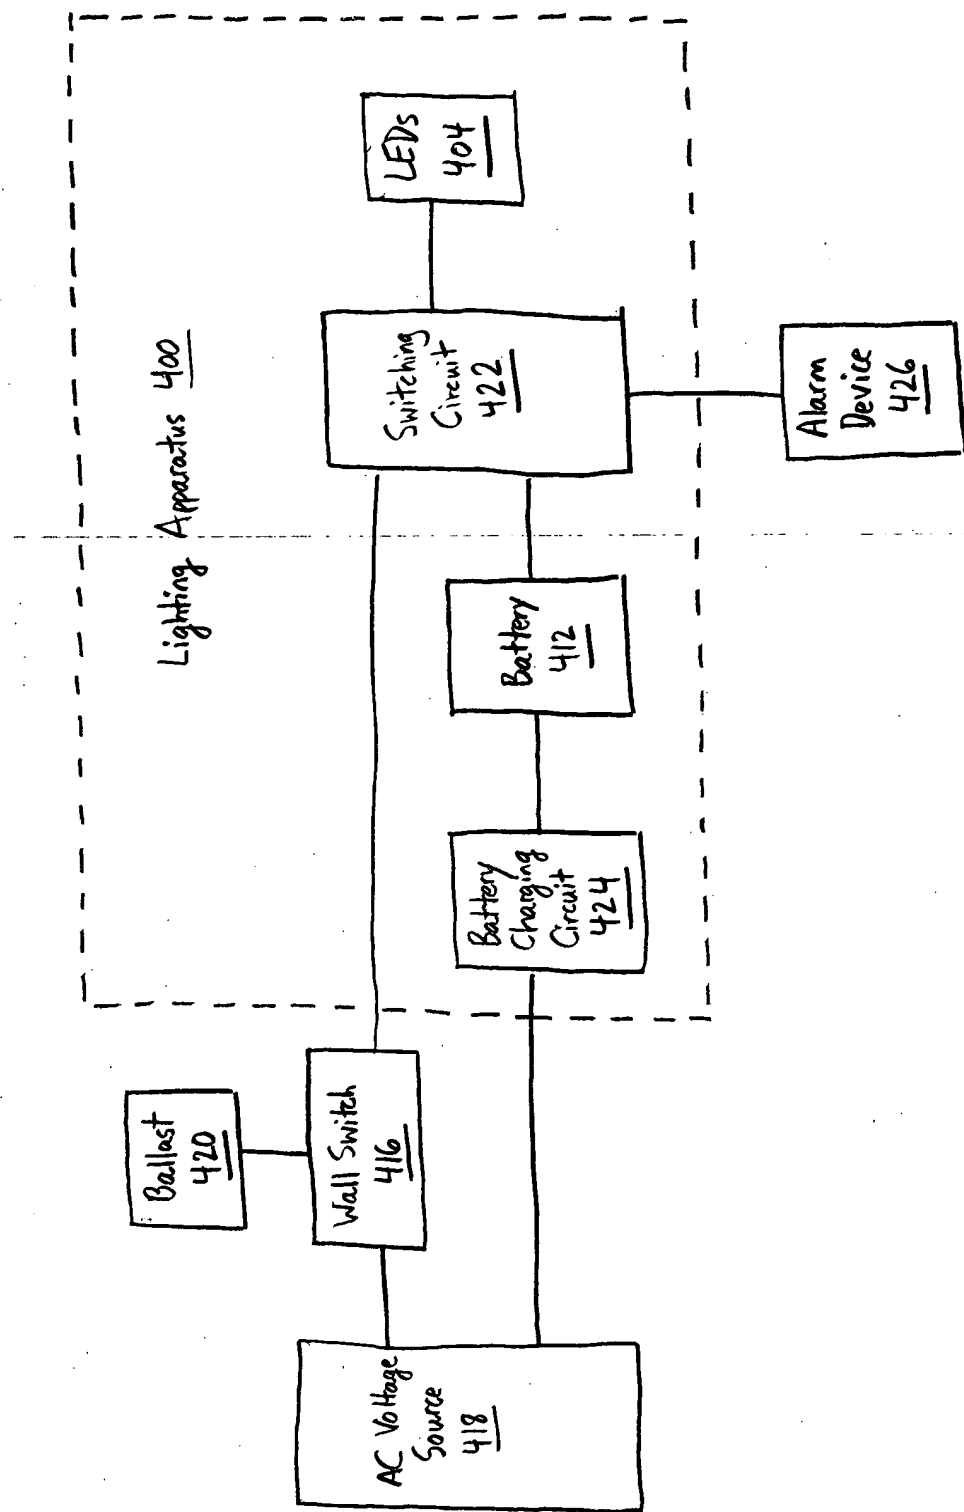 Lighting Apparatus 400
Ballast
420
Wall Switch
416
AC Voltage
Source
418
Battery
Charging
Circuit
424
Battery
412
Switching
Circuit
422
LEDs
404
Alarm
Device
426